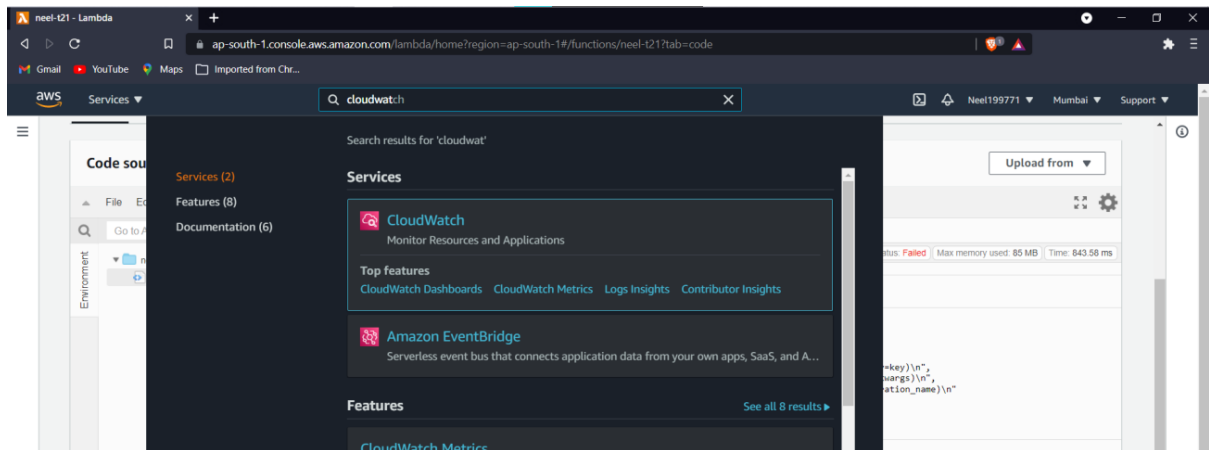 neel-t21 - Lambda
ap-south-1.console.aws.amazon.com/lambda/home?region=ap-south-1#/functions/neel-t21?tab=code
Gmail YouTube Maps Imported from Chr...
aws Services cloudwatch Neel199771 Mumbai Support
Search results for 'cloudwat'
Services (2)
Features (8)
Documentation (6)
Services
CloudWatch
Monitor Resources and Applications
Top features
CloudWatch Dashboards CloudWatch Metrics Logs Insights Contributor Insights
Amazon EventBridge
Serverless event bus that connects application data from your own apps, SaaS, and A...
Features See all 8 results
CloudWatch Metrics
Code sou
Upload from
File Ed
Go to A
Environment
n
atus: Failed Max memory used: 85 MB Time: 843.58 ms
=key)\n",
wargs)\n",
ation_name)\n"